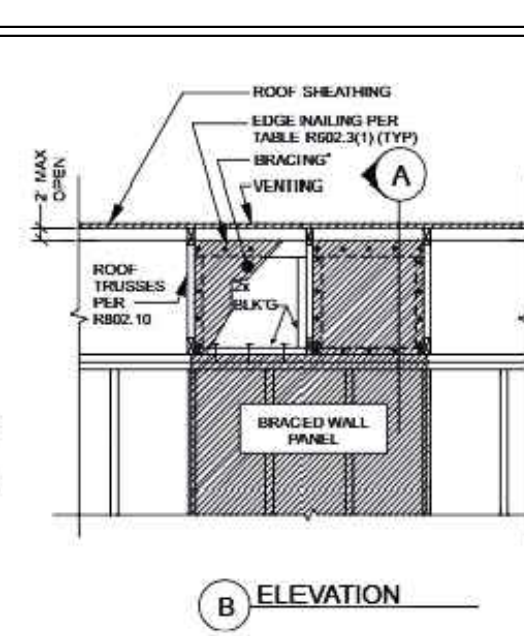 ROOF SHEATHING
EDGE NAILING PER
TABLE R602.3(1) (TYP)
BRACING*
VENTING
A
2" MAX
OPEN
ROOF
TRUSSES
PER
R802.10
2x
BLK'G
BRACED WALL
PANEL
B ELEVATION